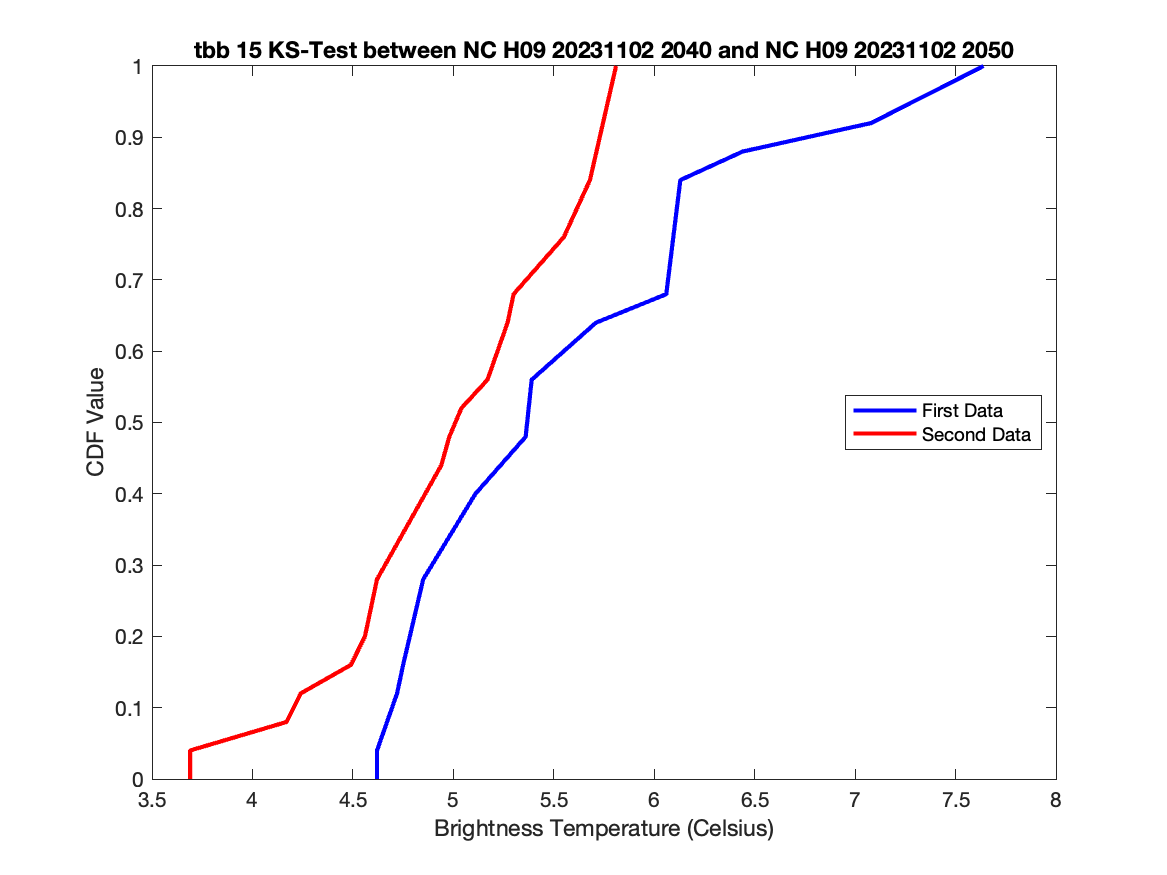 tbb 15 KS-Test between NC H09 20231102 2040 and NC H09 20231102 2050
1
0.9
0.8
0.7
0.6
0.5
0.4
0.3
0.2
0.1
0
CDF Value
First Data
Second Data
3.5 4 4.5 5 5.5 6 6.5 7 7.5 8
Brightness Temperature (Celsius)